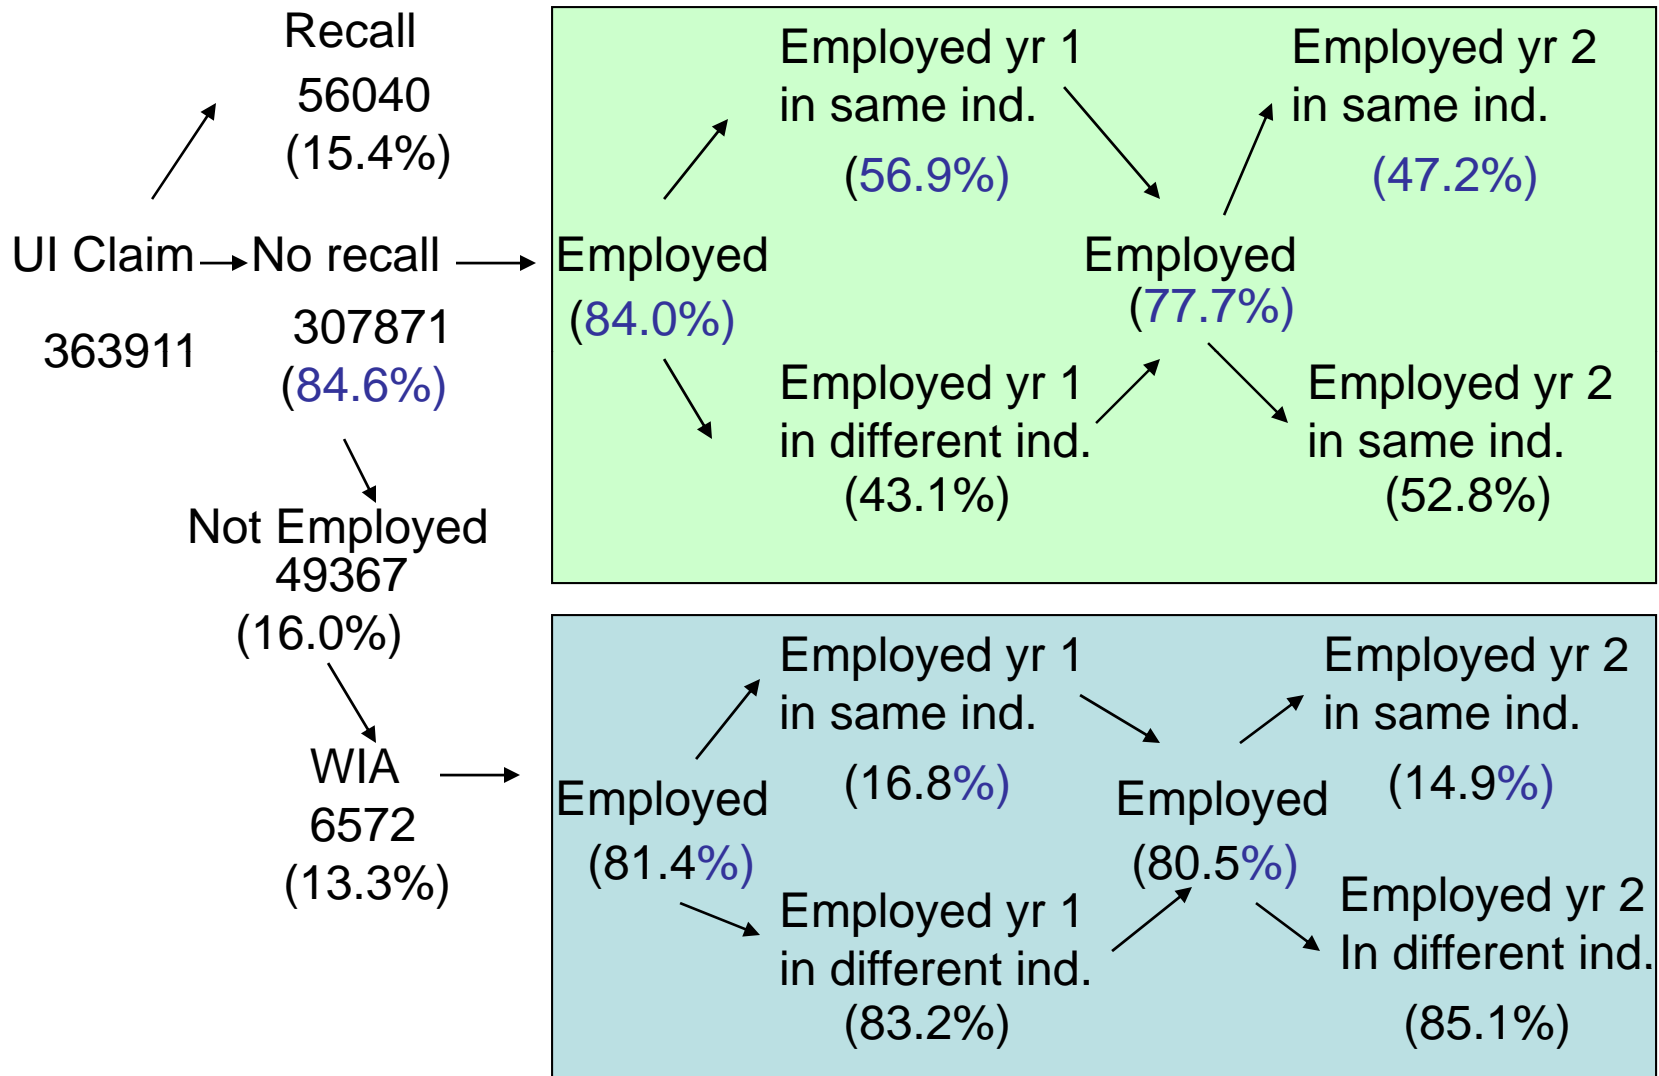 Recall
56040
(15.4%)
UI Claim
363911
No recall
307871
(84.6%)
Not Employed
49367
(16.0%)
WIA
6572
(13.3%)
Employed
(84.0%)
Employed yr 1
in same ind.
(56.9%)
Employed yr 1
in different ind.
(43.1%)
Employed
(77.7%)
Employed yr 2
in same ind.
(47.2%)
Employed yr 2
in same ind.
(52.8%)
Employed
(81.4%)
Employed yr 1
in same ind.
(16.8%)
Employed yr 1
in different ind.
(83.2%)
Employed
(80.5%)
Employed yr 2
in same ind.
(14.9%)
Employed yr 2
In different ind.
(85.1%)